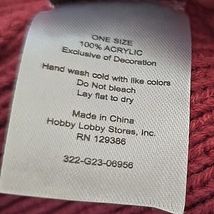 ONE SIZE
100% ACRYLIC
Exclusive of Decoration
Hand wash cold with like colors
Do Not bleach
Lay flat to dry
Made in China
Hobby Lobby Stores, Inc.
RN 129386
322-G23-06956